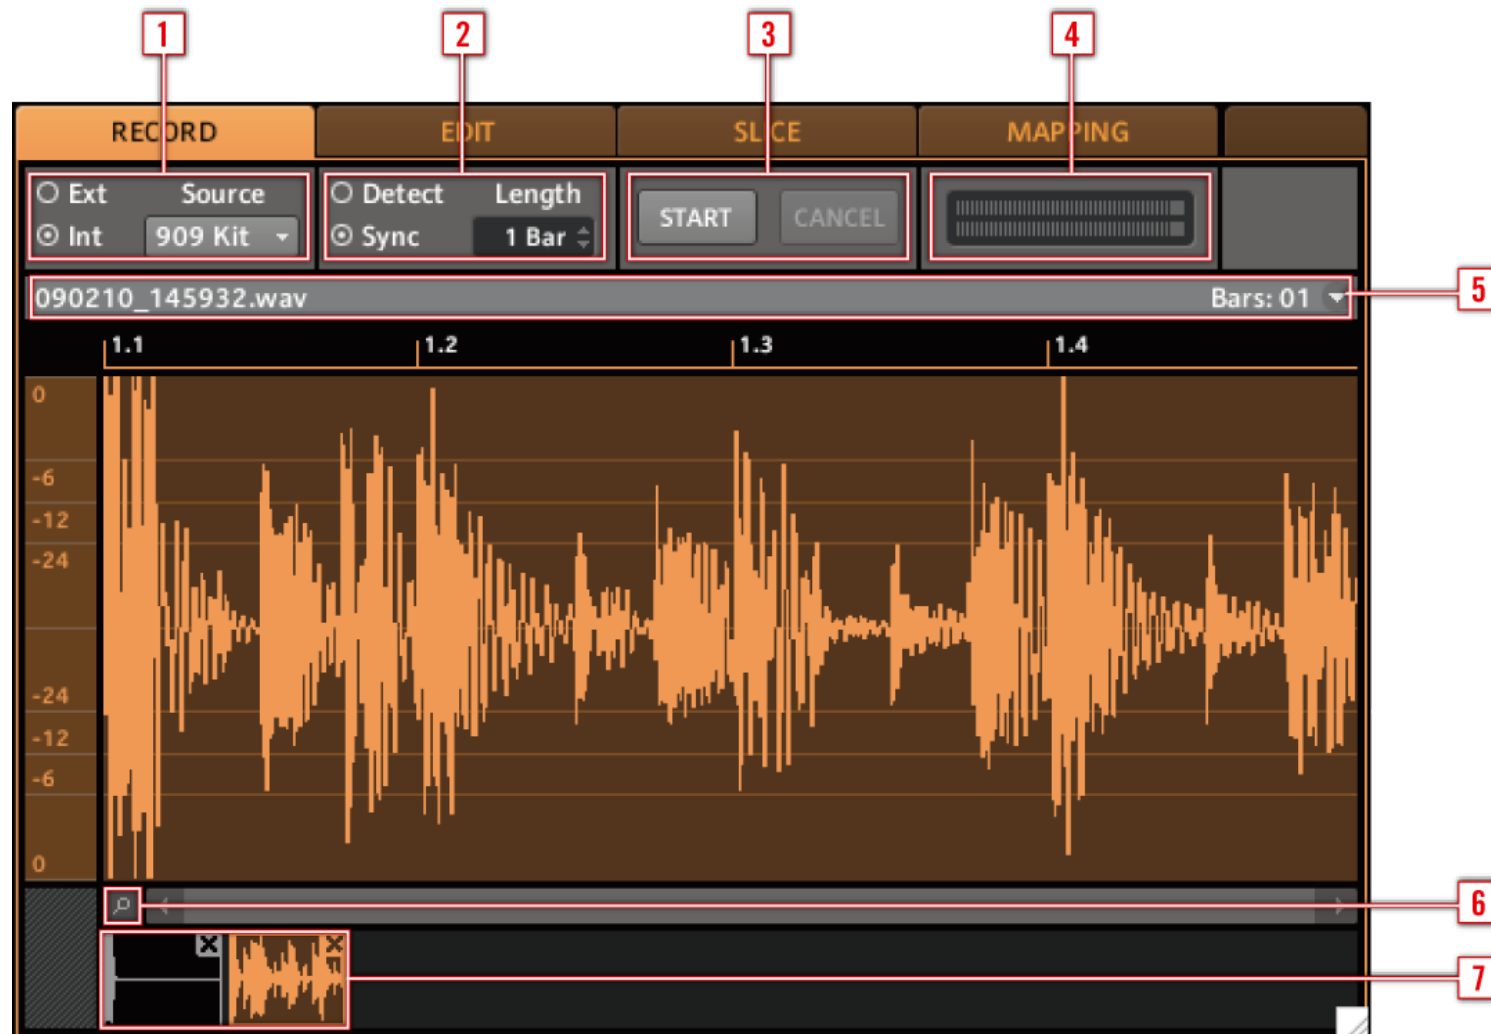 1 2 3 4
RECORD EDIT SLICE MAPPING
Ext Source Detect Length START CANCEL
Int 909 Kit Sync 1 Bar
090210_145932.wav Bars: 01 5
1.1 1.2 1.3 1.4
0
-6
-12
-24
-24
-12
-6
0
6
7